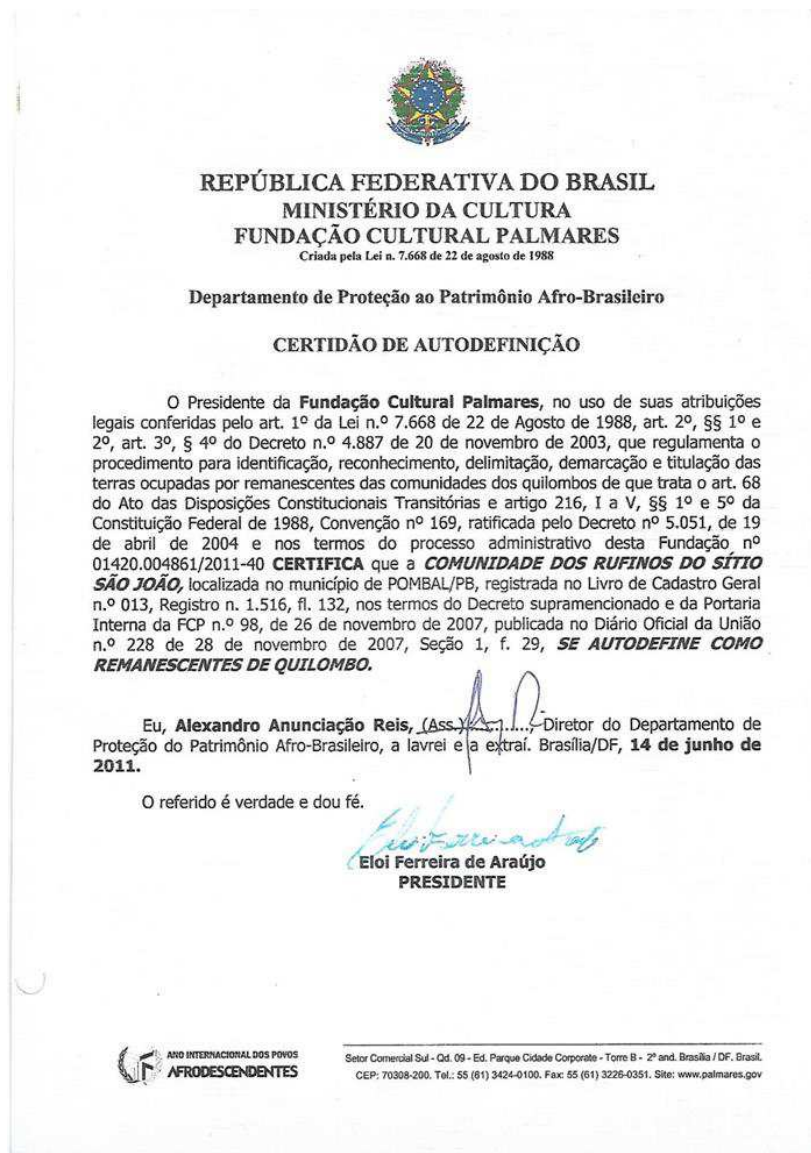 REPÚBLICA FEDERATIVA DO BRASIL
MINISTÉRIO DA CULTURA
FUNDAÇÃO CULTURAL PALMARES
Criada pela Lei n. 7.668 de 22 de agosto de 1988
Departamento de Proteção ao Patrimônio Afro-Brasileiro
CERTIDÃO DE AUTODEFINIÇÃO
O Presidente da Fundação Cultural Palmares, no uso de suas atribuições
legais conferidas pelo art. 1º da Lei n.º 7.668 de 22 de Agosto de 1988, art. 2º, §§ 1º e
2º, art. 3º, § 4º do Decreto n.º 4.887 de 20 de novembro de 2003, que regulamenta o
procedimento para identificação, reconhecimento, delimitação, demarcação e titulação das
terras ocupadas por remanescentes das comunidades dos quilombos de que trata o art. 68
do Ato das Disposições Constitucionais Transitórias e artigo 216, I a V, §§ 1º e 5º da
Constituição Federal de 1988, Convenção nº 169, ratificada pelo Decreto nº 5.051, de 19
de abril de 2004 e nos termos do processo administrativo desta Fundação nº
01420.004861/2011-40 CERTIFICA que a COMUNIDADE DOS RUFINOS DO SÍTIO
SÃO JOÃO, localizada no município de POMBAL/PB, registrada no Livro de Cadastro Geral
n.º 013, Registro n. 1.516, fl. 132, nos termos do Decreto supramencionado e da Portaria
Interna da FCP n.º 98, de 26 de novembro de 2007, publicada no Diário Oficial da União
n.º 228 de 28 de novembro de 2007, Seção 1, f. 29, SE AUTODEFINE COMO
REMANESCENTES DE QUILOMBO.
Eu, Alexandro Anunciação Reis, (Ass.)........, Diretor do Departamento de
Proteção do Patrimônio Afro-Brasileiro, a lavrei e a extraí. Brasília/DF, 14 de junho de
2011.
O referido é verdade e dou fé.
Eloi Ferreira de Araújo
PRESIDENTE
ANO INTERNACIONAL DOS POVOS
AFRODESCENDENTES
Setor Comercial Sul - Qd. 09 - Ed. Parque Cidade Corporate - Torre B - 2º and. Brasília / DF. Brasil.
CEP: 70308-200. Tel.: 55 (61) 3424-0100. Fax: 55 (61) 3226-0351. Site: www.palmares.gov